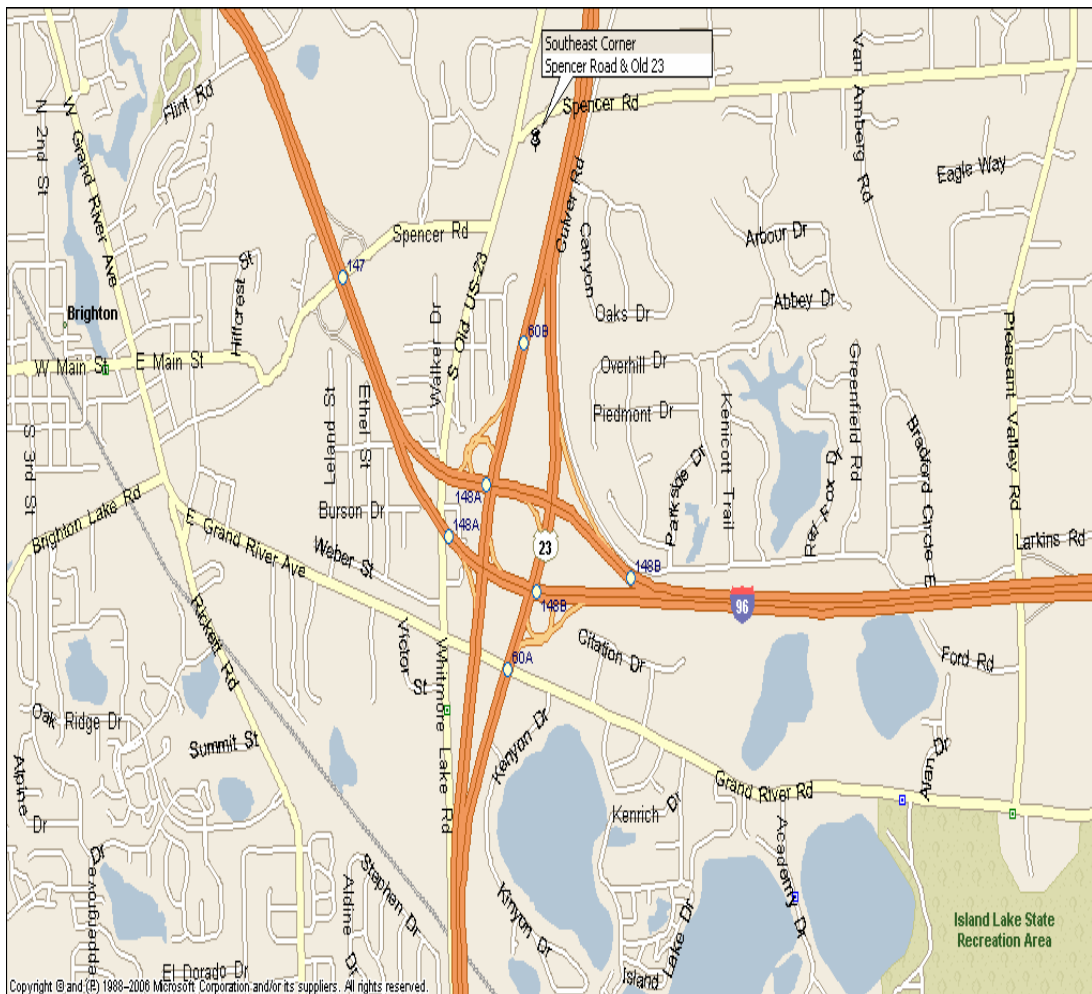 Southeast Corner
Spencer Road & Old 23
Spencer Rd
Flint Rd
N 2nd St
N Grand River Ave
Van Amberg Rd
Eagle Way
Culver Rd
Canyon
Oaks Dr
Arbour Dr
Abbey Dr
Spencer Rd
147
Hillcrest St
Brighton
W Main St
E Main St
Walker Dr
S Old US-23
60B
Overhill Dr
Piedmont Dr
Kenicott Trail
Greenfield Rd
Pleasant Valley Rd
Bradford Circle E
Parkside Dr
Leland St
Ethel St
S 3rd St
148A
148A
Burson Dr
Weber St
Brighton Lake Rd
E Grand River Ave
23
148B
148B
96
Larkins Rd
Rickett Rd
Victor St
Whitmore Lake Rd
60A
Citation Dr
Ford Rd
Oak Ridge Dr
Summit St
Kenyon Dr
Alan Dr
Grand River Rd
Alpine Dr
Kenrich Dr
Academy Dr
Stephen Dr
Alpine Dr
Kinyon Dr
Island Lake Dr
Island
Island Lake State
Recreation Area
El Dorado Dr
Copyright © and (P) 1988–2006 Microsoft Corporation and/or its suppliers. All rights reserved.